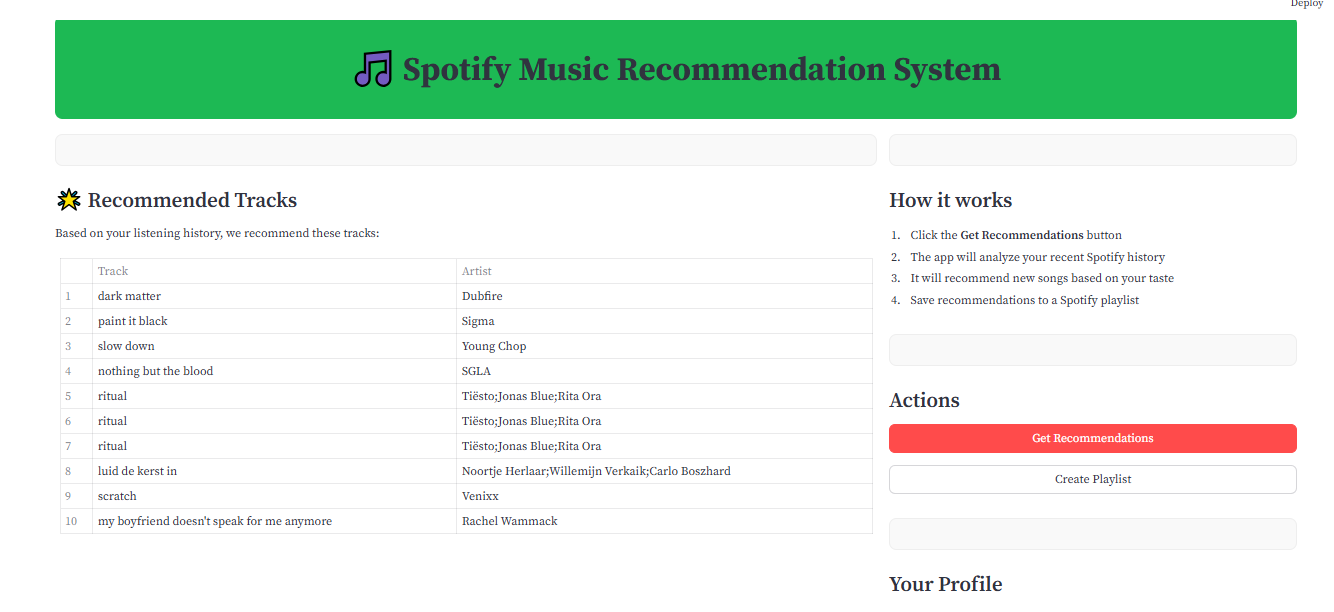 Deploy
Spotify Music Recommendation System
Recommended Tracks
Based on your listening history, we recommend these tracks:
Track Artist
1 dark matter Dubfire
2 paint it black Sigma
3 slow down Young Chop
4 nothing but the blood SGLA
5 ritual Tiësto;Jonas Blue;Rita Ora
6 ritual Tiësto;Jonas Blue;Rita Ora
7 ritual Tiësto;Jonas Blue;Rita Ora
8 luid de kerst in Noortje Herlaar;Willemijn Verkaik;Carlo Boszhard
9 scratch Venixx
10 my boyfriend doesn't speak for me anymore Rachel Wammack
How it works
1. Click the Get Recommendations button
2. The app will analyze your recent Spotify history
3. It will recommend new songs based on your taste
4. Save recommendations to a Spotify playlist
Actions
Get Recommendations
Create Playlist
Your Profile